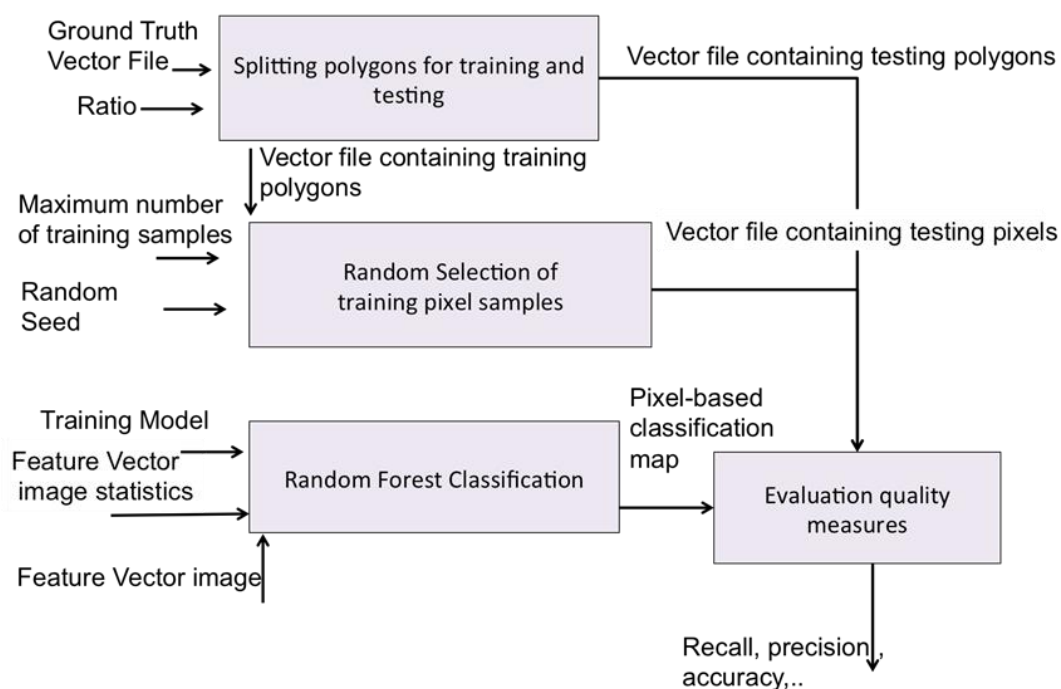 Ground Truth
Vector File
Ratio
Splitting polygons for training and
testing
Vector file containing testing polygons
Vector file containing training
polygons
Maximum number
of training samples
Random
Seed
Random Selection of
training pixel samples
Vector file containing testing pixels
Training Model
Feature Vector
image statistics
Feature Vector image
Random Forest Classification
Pixel-based
classification
map
Evaluation quality
measures
Recall, precision ,
accuracy,..